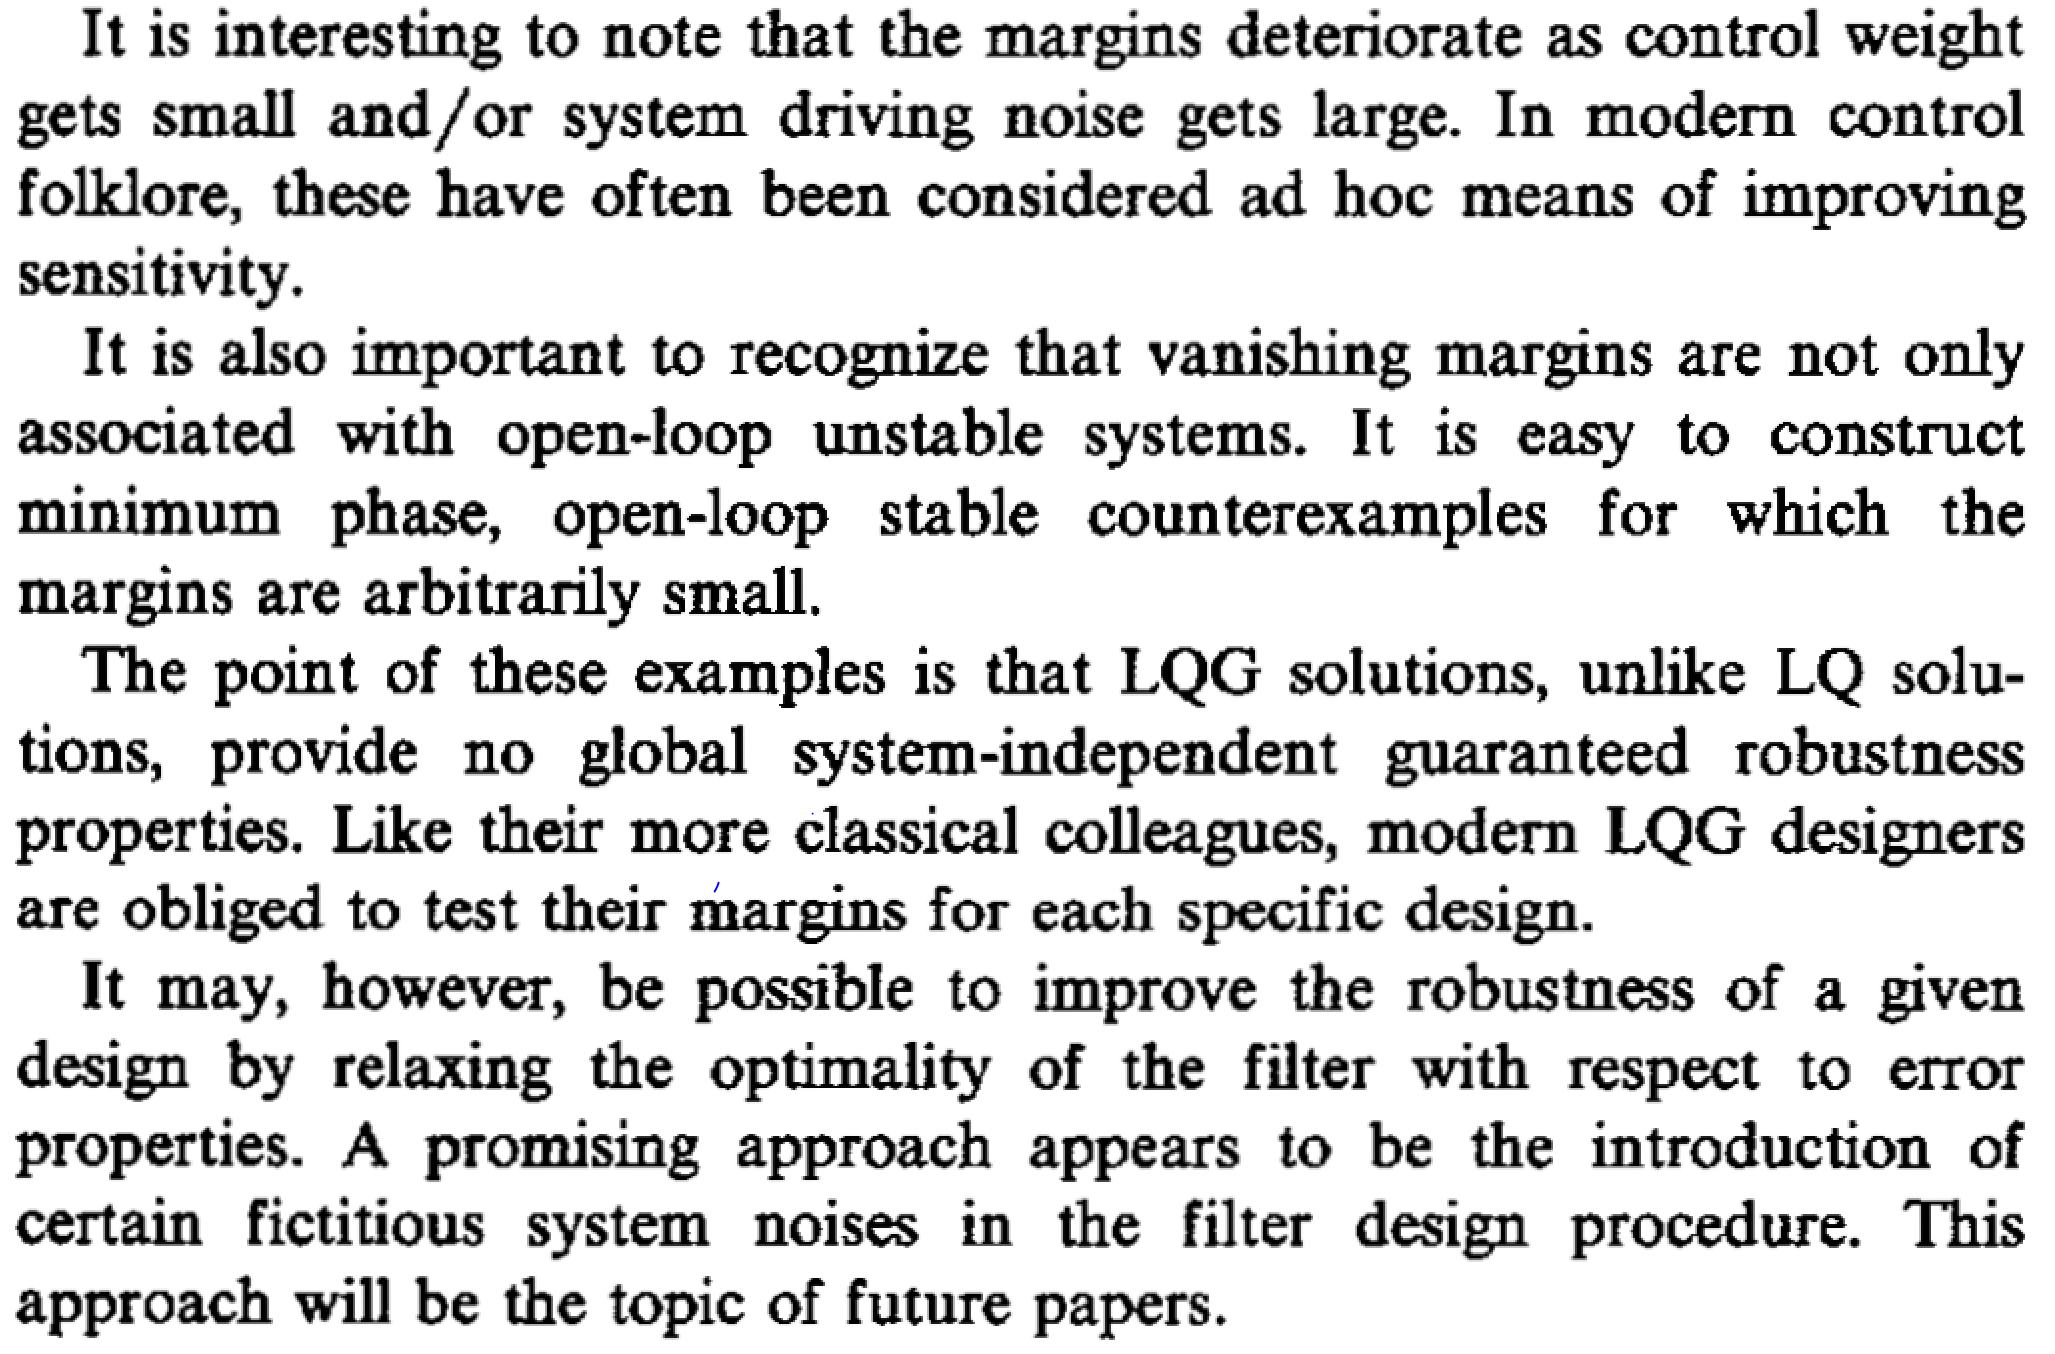 It is interesting to note that the margins deteriorate as control weight
gets small and/or system driving noise gets large. In modern control
folklore, these have often been considered ad hoc means of improving
sensitivity.
It is also important to recognize that vanishing margins are not only
associated with open-loop unstable systems. It is easy to construct
minimum phase, open-loop stable counterexamples for which the
margins are arbitrarily small.
The point of these examples is that LQG solutions, unlike LQ solu-
tions, provide no global system-independent guaranteed robustness
properties. Like their more classical colleagues, modern LQG designers
are obliged to test their margins for each specific design.
It may, however, be possible to improve the robustness of a given
design by relaxing the optimality of the filter with respect to error
properties. A promising approach appears to be the introduction of
certain fictitious system noises in the filter design procedure. This
approach will be the topic of future papers.